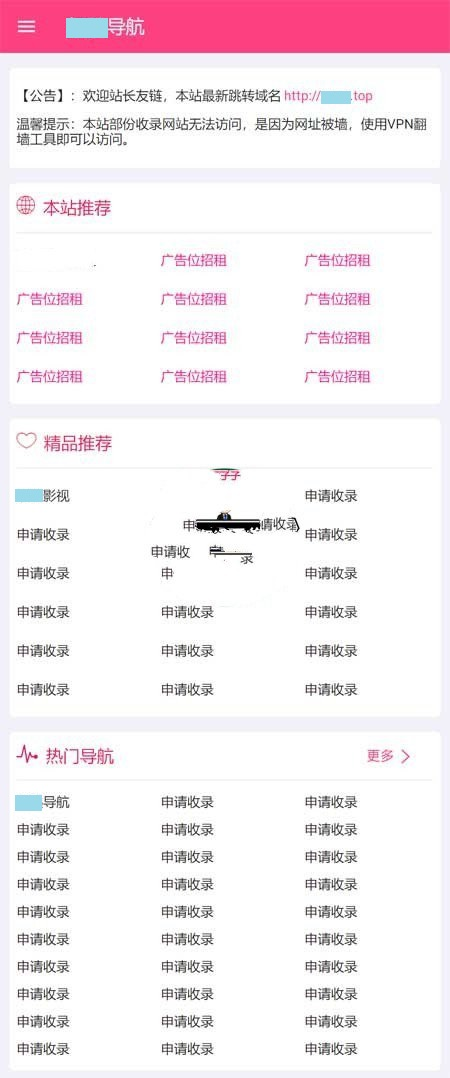 导航
【公告】：欢迎站长友链，本站最新跳转域名 http:// .top
温馨提示：本站部份收录网站无法访问，是因为网址被墙，使用VPN翻
墙工具即可以访问。
本站推荐
广告位招租 广告位招租
广告位招租 广告位招租 广告位招租
广告位招租 广告位招租 广告位招租
广告位招租 广告位招租 广告位招租
精品推荐
影视 申请收录
申请收录 申 请收录 申请收录
申请收
申请收录 申 申请收录
申请收录 申请收录 申请收录
申请收录 申请收录 申请收录
申请收录 申请收录 申请收录
热门导航 更多
导航 申请收录 申请收录
申请收录 申请收录 申请收录
申请收录 申请收录 申请收录
申请收录 申请收录 申请收录
申请收录 申请收录 申请收录
申请收录 申请收录 申请收录
申请收录 申请收录 申请收录
申请收录 申请收录 申请收录
申请收录 申请收录 申请收录
申请收录 申请收录 申请收录